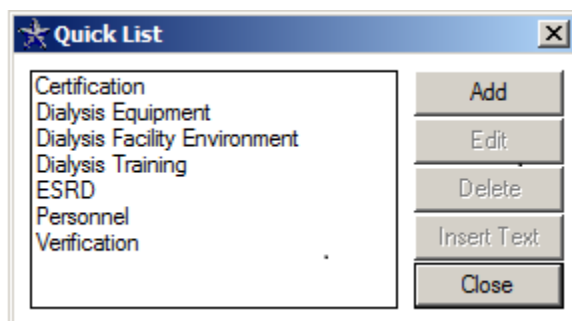 Quick List
Certification
Dialysis Equipment
Dialysis Facility Environment
Dialysis Training
ESRD
Personnel
Verification
Add
Edit
Delete
Insert Text
Close